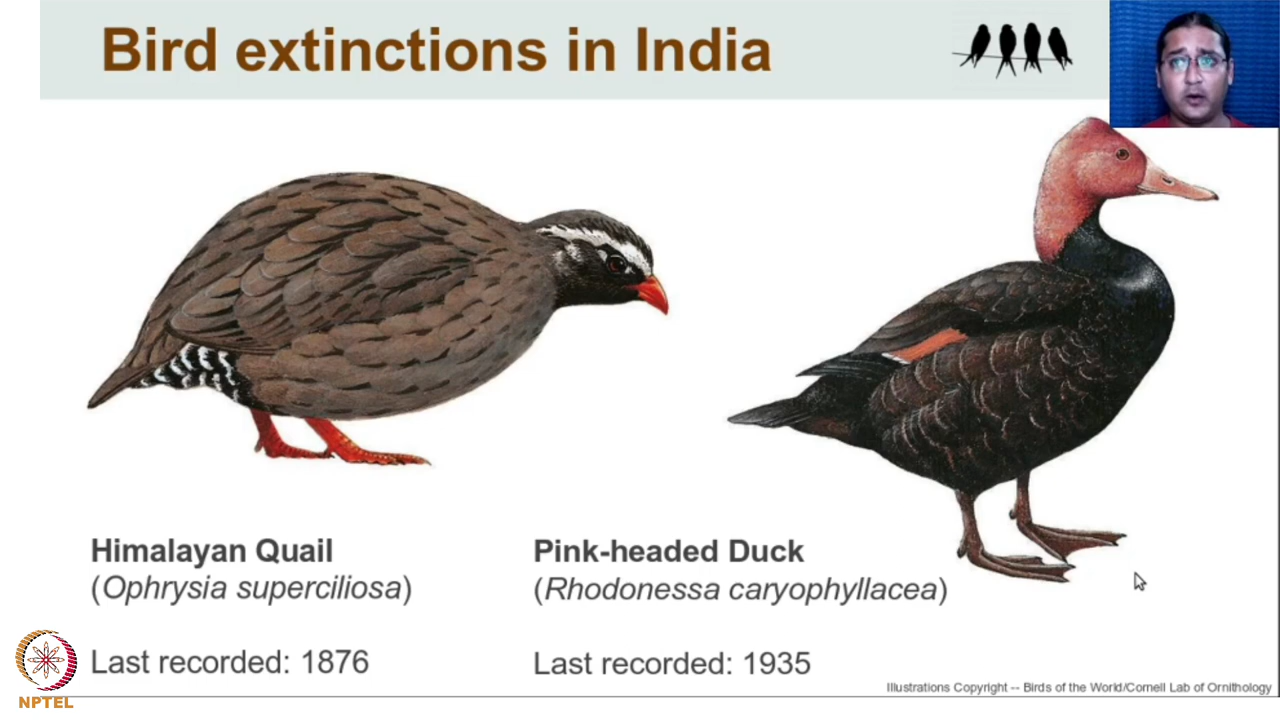 Bird extinctions in India
Himalayan Quail
(Ophrysia superciliosa)
Last recorded: 1876
Pink-headed Duck
(Rhodonessa caryophyllacea)
Last recorded: 1935
Illustrations Copyright -- Birds of the World/Cornell Lab of Ornithology
NPTEL